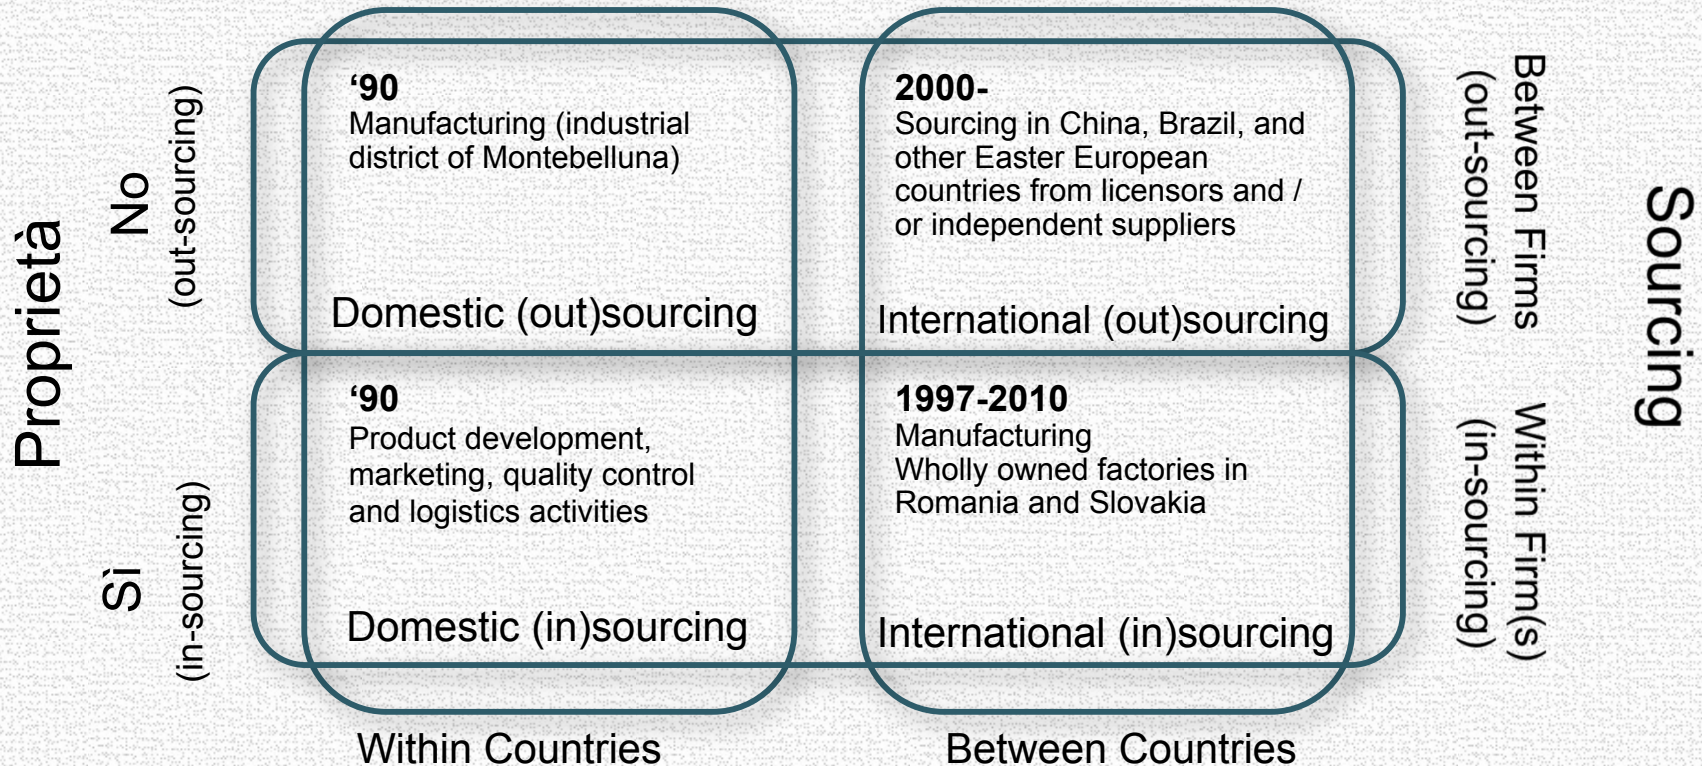 Proprietà
No
(out-sourcing)
Sì
(in-sourcing)
‘90
Manufacturing (industrial
district of Montebelluna)
Domestic (out)sourcing
2000-
Sourcing in China, Brazil, and
other Easter European
countries from licensors and /
or independent suppliers
International (out)sourcing
‘90
Product development,
marketing, quality control
and logistics activities
Domestic (in)sourcing
1997-2010
Manufacturing
Wholly owned factories in
Romania and Slovakia
International (in)sourcing
Between Firms
(out-sourcing)
Within Firm(s)
(in-sourcing)
Sourcing
Within Countries
Between Countries